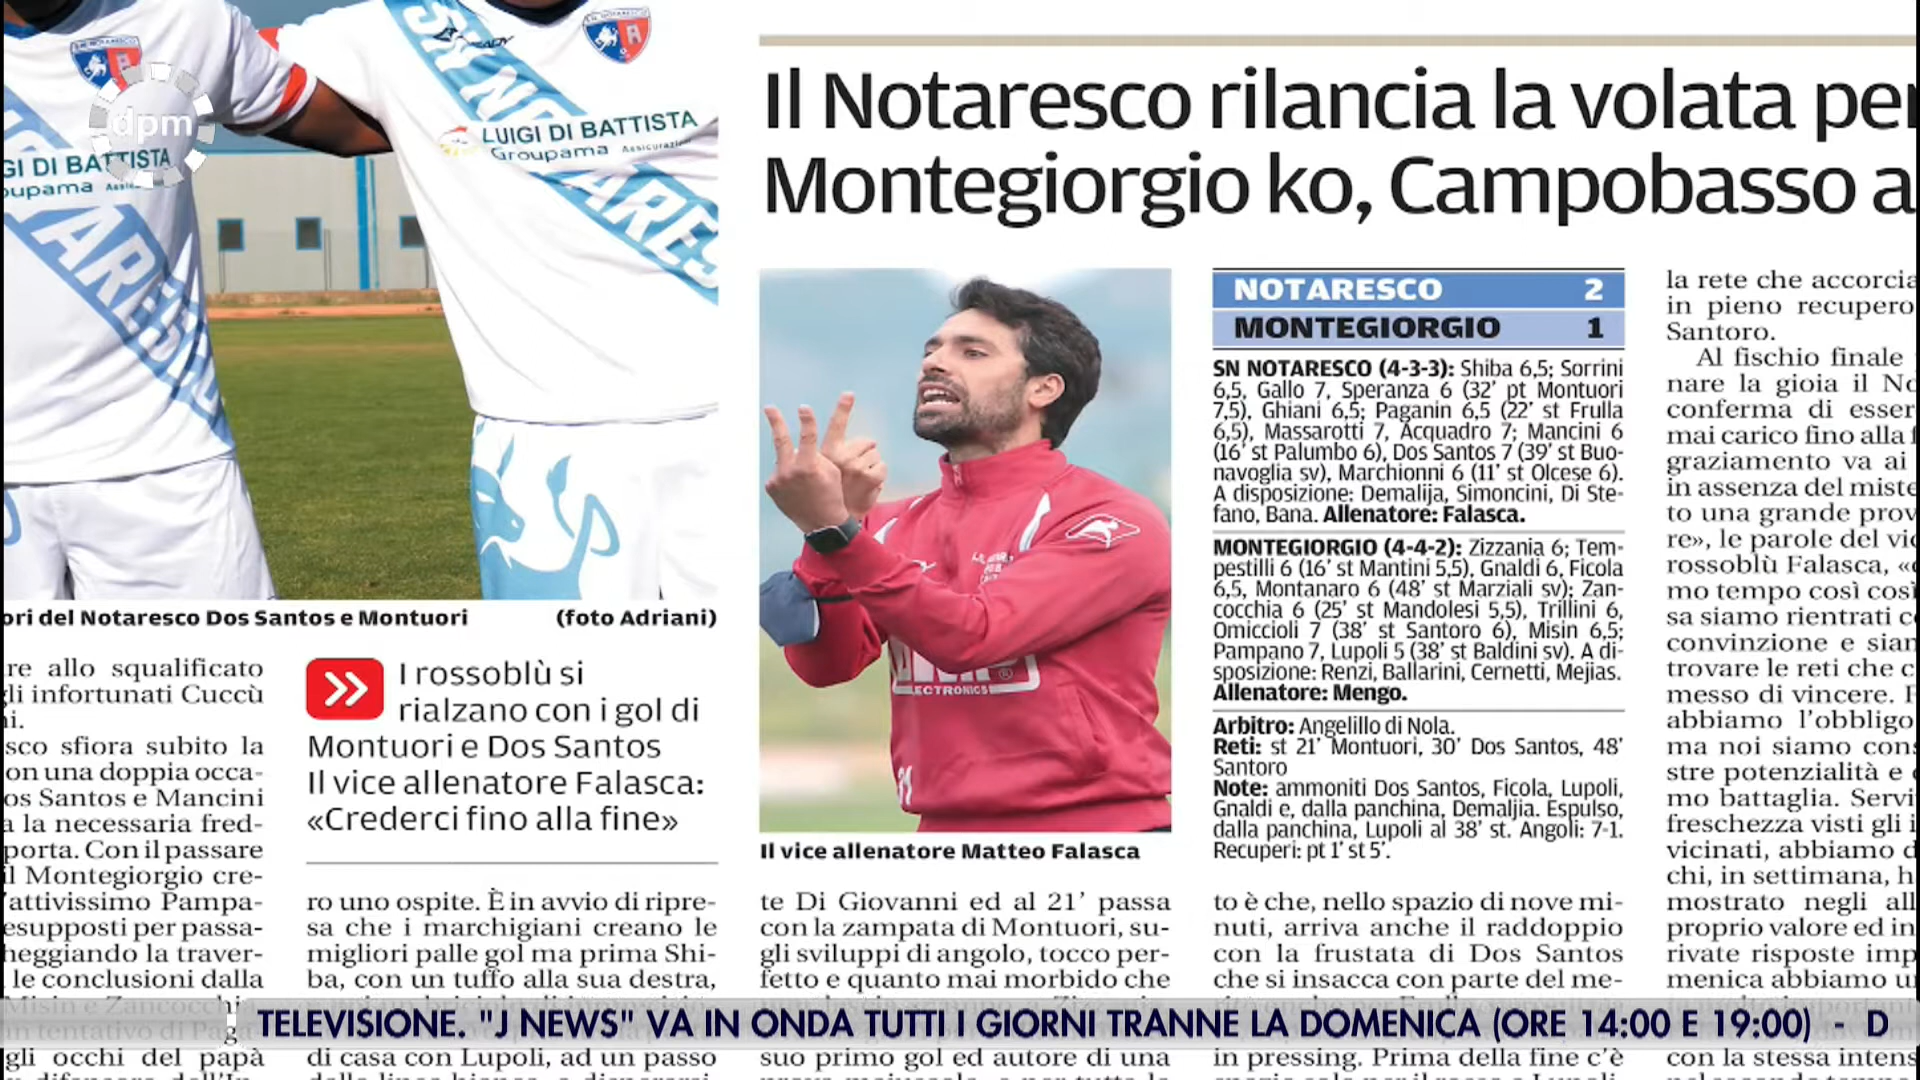 dpm
SN NOTARESCO
LUIGI DI BATTISTA
Groupama Assicurazioni
GI DI BATTISTA
oupama
Il Notaresco rilancia la volata per
Montegiorgio ko, Campobasso a
ori del Notaresco Dos Santos e Montuori (foto Adriani)
re allo squalificato
gli infortunati Cuccù
ni.
sco sfiora subito la
on una doppia occa-
os Santos e Mancini
a la necessaria fred-
porta. Con il passare
il Montegiorgio cre-
'attivissimo Pampa-
esupposti per passa-
heggiando la traver-
le conclusioni dalla
Misin e Zancocchia
gli occhi del papà
I rossoblù si
rialzano con i gol di
Montuori e Dos Santos
Il vice allenatore Falasca:
«Crederci fino alla fine»
ro uno ospite. È in avvio di ripre-
sa che i marchigiani creano le
migliori palle gol ma prima Shi-
ba, con un tuffo alla sua destra,
di casa con Lupoli, ad un passo
ELECTRONICS
Il vice allenatore Matteo Falasca
te Di Giovanni ed al 21' passa
con la zampata di Montuori, su-
gli sviluppi di angolo, tocco per-
fetto e quanto mai morbido che
suo primo gol ed autore di una
NOTARESCO 2
MONTEGIORGIO 1
SN NOTARESCO (4-3-3): Shiba 6,5; Sorrini
6,5, Gallo 7, Speranza 6 (32' pt Montuori
7,5), Ghiani 6,5; Paganin 6,5 (22' st Frulla
6,5), Massarotti 7, Acquadro 7; Mancini 6
(16' st Palumbo 6), Dos Santos 7 (39' st Buo-
navoglia sv), Marchionni 6 (11' st Olcese 6).
A disposizione: Demalija, Simoncini, Di Ste-
fano, Bana. Allenatore: Falasca.
MONTEGIORGIO (4-4-2): Zizzania 6; Tem-
pestilli 6 (16' st Mantini 5,5), Gnaldi 6, Ficola
6,5, Montanaro 6 (48' st Marziali sv); Zan-
cocchia 6 (25' st Mandolesi 5,5), Trillini 6,
Omiccioli 7 (38' st Santoro 6), Misin 6,5;
Pampano 7, Lupoli 5 (38' st Baldini sv). A di-
sposizione: Renzi, Ballarini, Cernetti, Mejias.
Allenatore: Mengo.
Arbitro: Angelillo di Nola.
Reti: st 21' Montuori, 30' Dos Santos, 48'
Santoro
Note: ammoniti Dos Santos, Ficola, Lupoli,
Gnaldi e, dalla panchina, Demaljia. Espulso,
dalla panchina, Lupoli al 38' st. Angoli: 7-1.
Recuperi: pt 1' st 5'.
to è che, nello spazio di nove mi-
nuti, arriva anche il raddoppio
con la frustata di Dos Santos
che si insacca con parte del me-
in pressing. Prima della fine c'è
la rete che accorcia
in pieno recupero
Santoro.
Al fischio finale
nare la gioia il No
conferma di esser
mai carico fino alla f
graziamento va ai
in assenza del miste
to una grande prov
re», le parole del vic
rossoblù Falasca, «
mo tempo così così
sa siamo rientrati c
convinzione e sian
trovare le reti che c
messo di vincere. F
abbiamo l'obbligo
ma noi siamo cons
stre potenzialità e
mo battaglia. Servi
freschezza visti gli i
vicinati, abbiamo d
chi, in settimana, h
mostrato negli all
proprio valore ed in
rivate risposte imp
menica abbiamo u
con la stessa intens
TELEVISIONE. "J NEWS" VA IN ONDA TUTTI I GIORNI TRANNE LA DOMENICA (ORE 14:00 E 19:00) - D